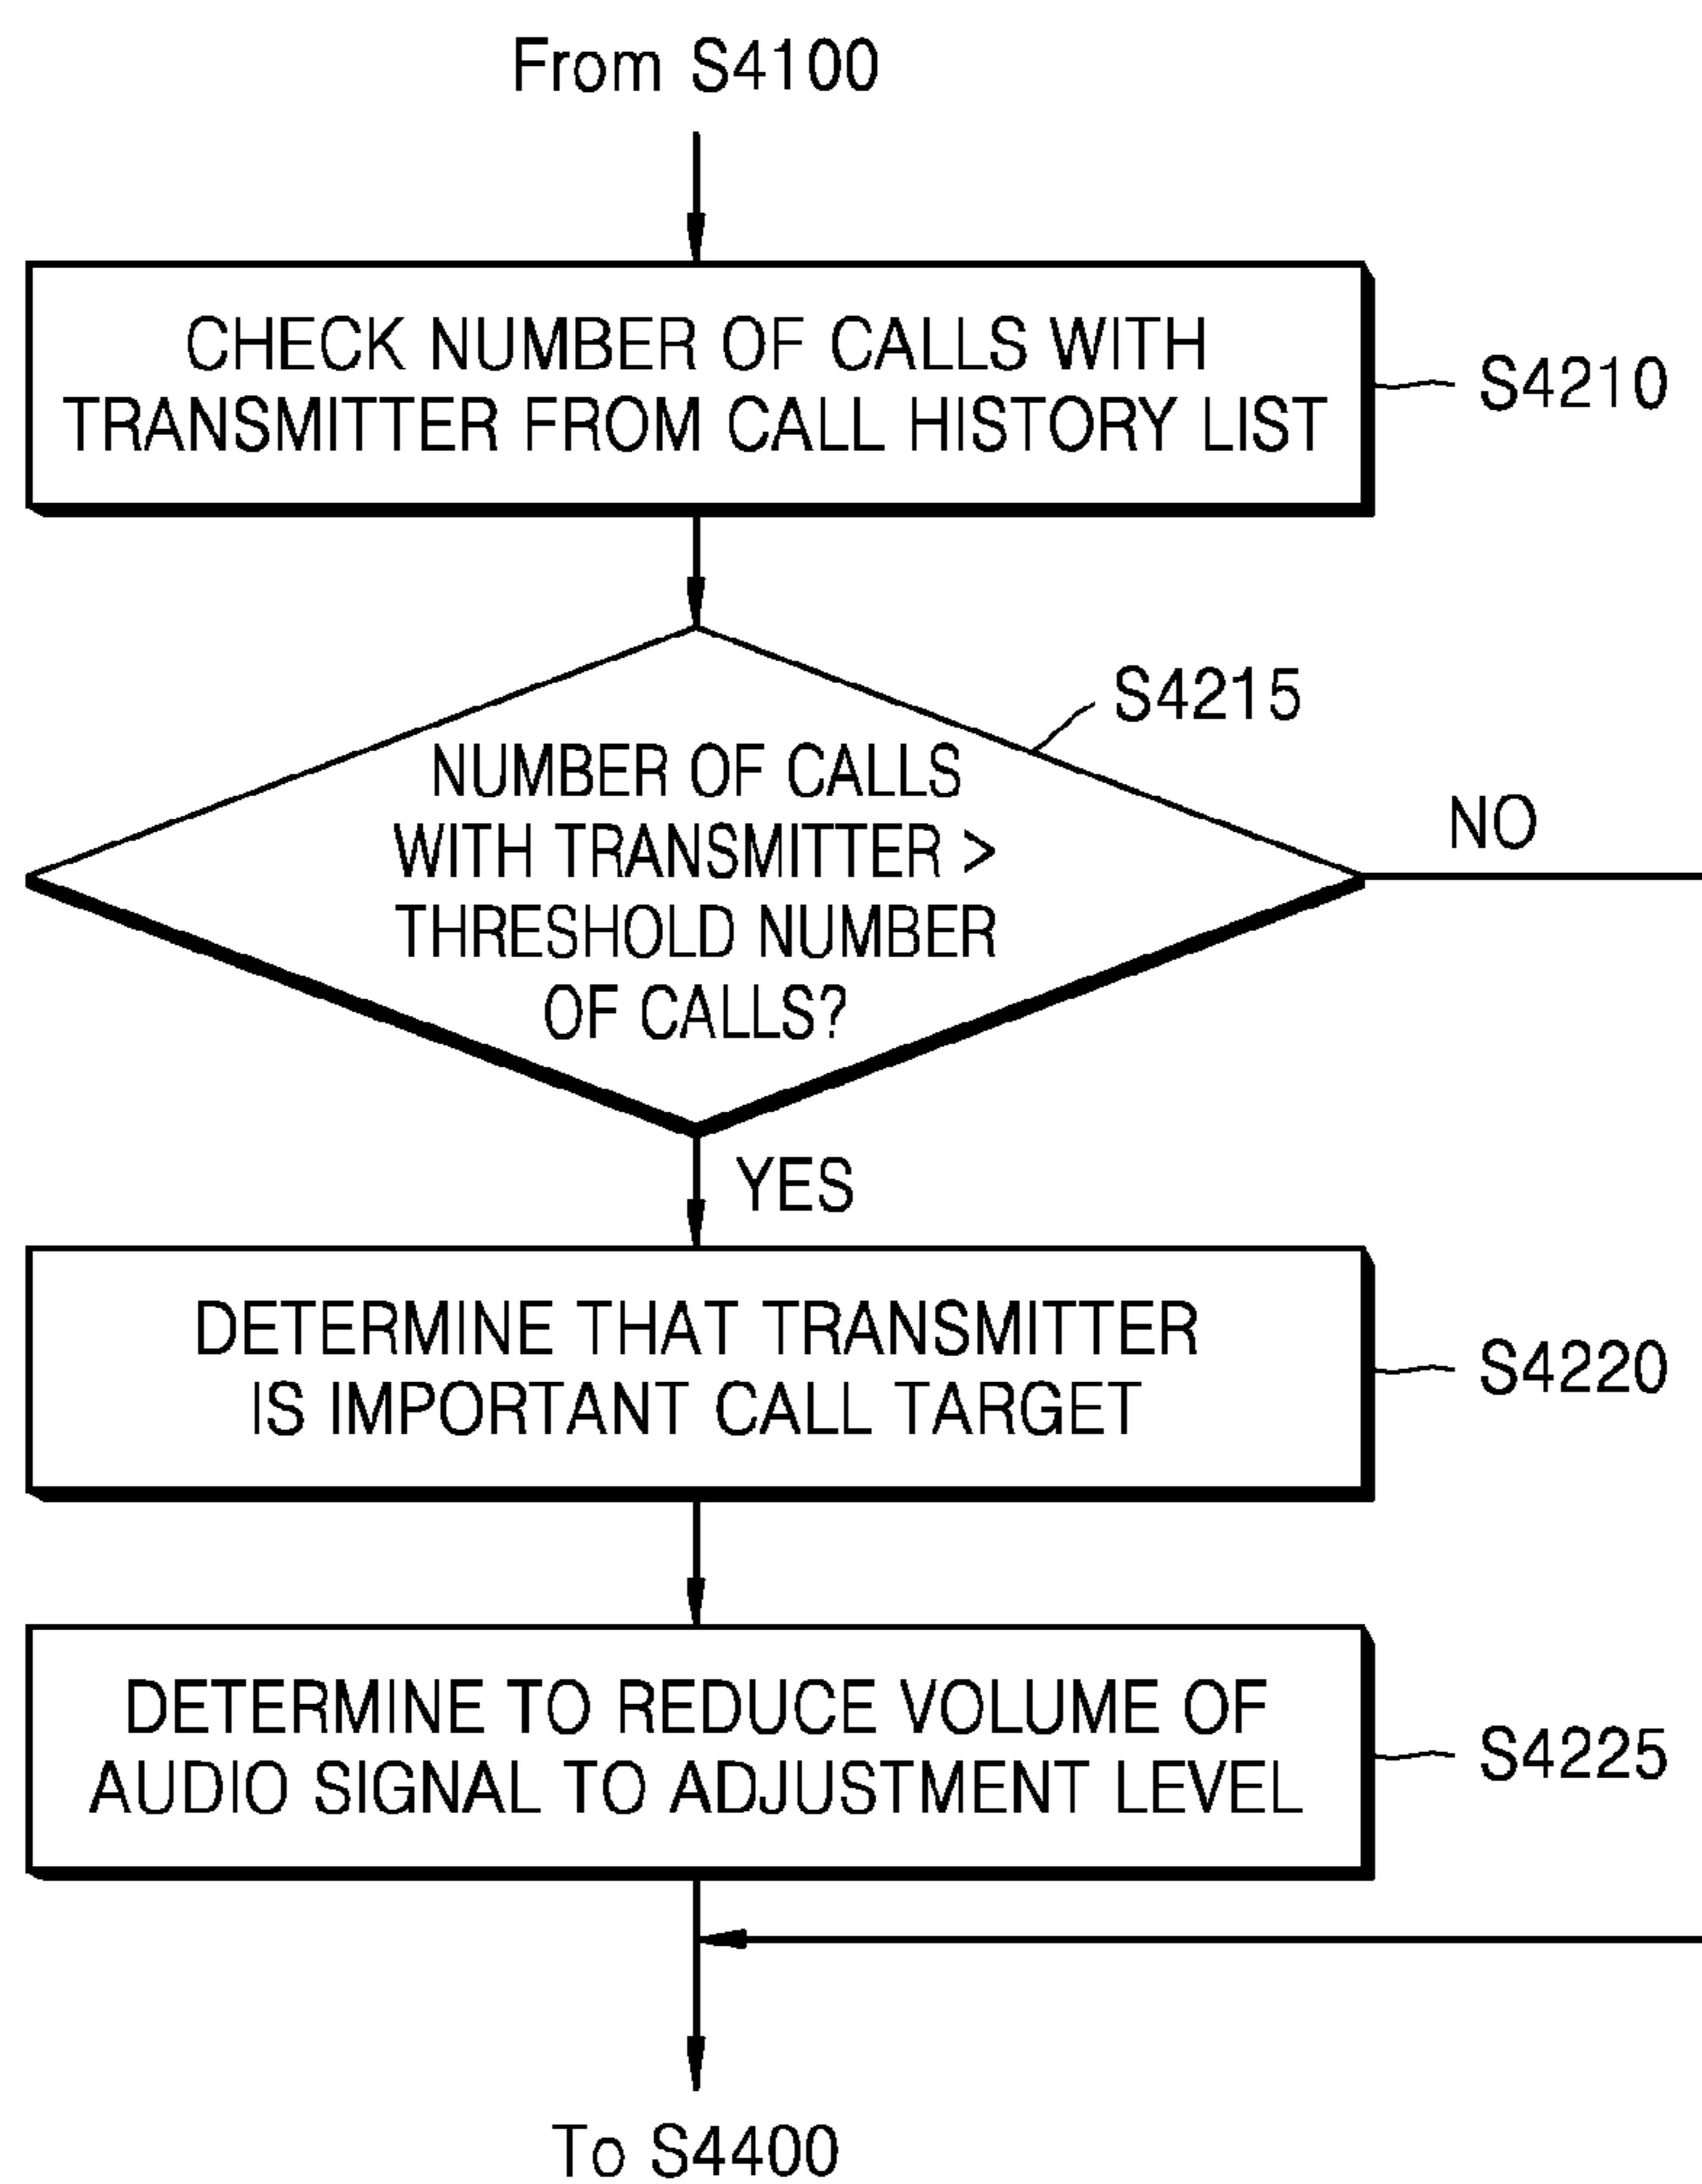 From S4100
CHECK NUMBER OF CALLS WITH
TRANSMITTER FROM CALL HISTORY LIST
S4210
S4215
NUMBER OF CALLS
WITH TRANSMITTER >
THRESHOLD NUMBER
OF CALLS?
NO
YES
DETERMINE THAT TRANSMITTER
IS IMPORTANT CALL TARGET
S4220
DETERMINE TO REDUCE VOLUME OF
AUDIO SIGNAL TO ADJUSTMENT LEVEL
S4225
To S4400